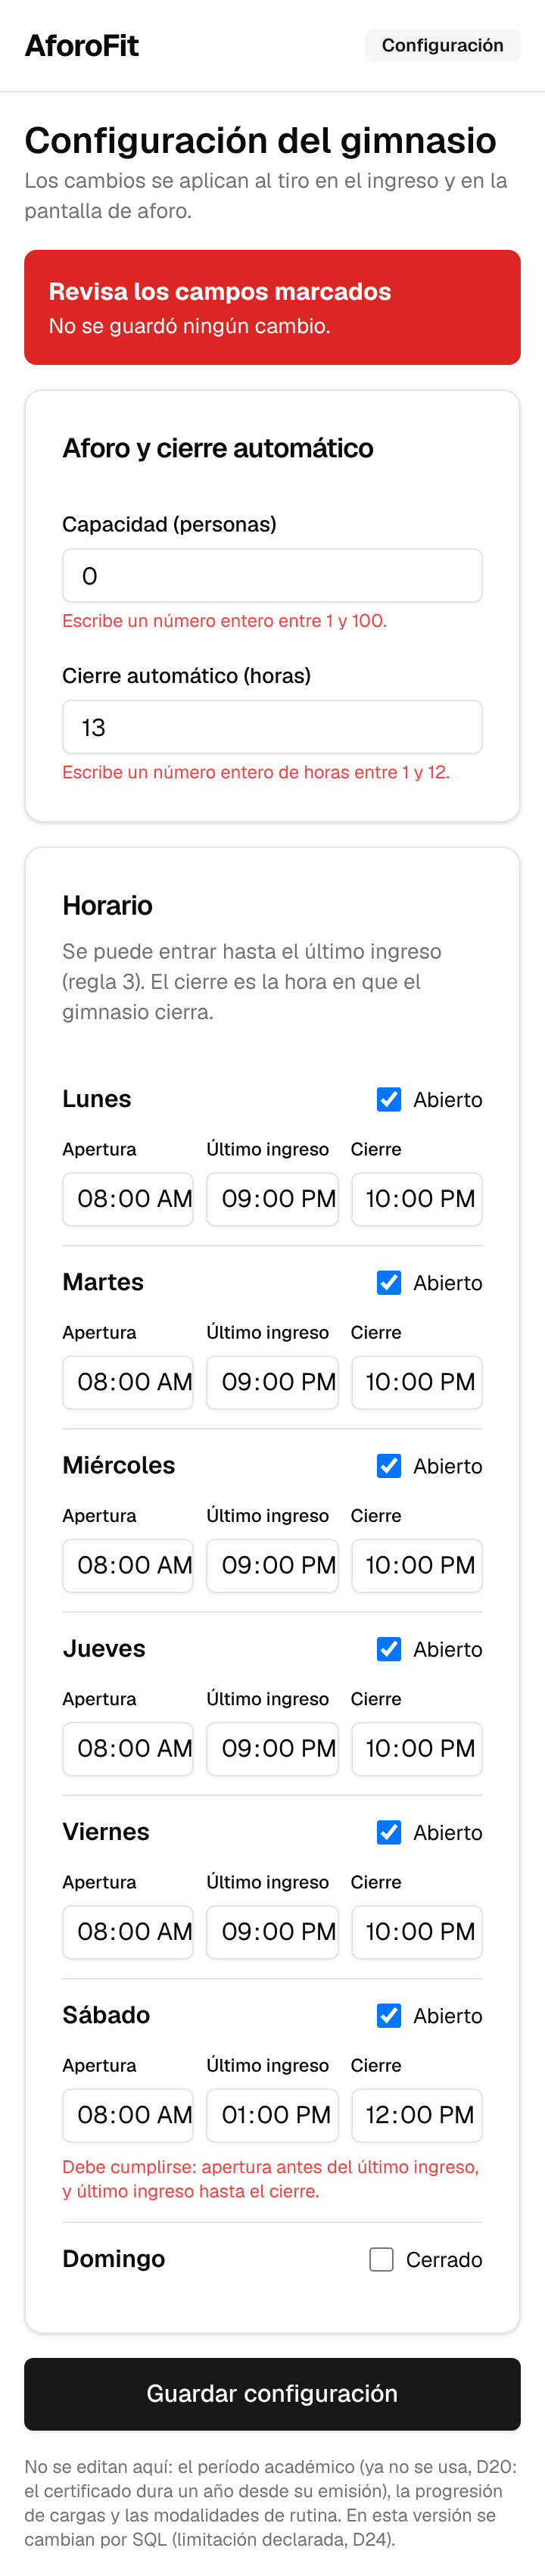 AforoFit
Configuración
Configuración del gimnasio
Los cambios se aplican al tiro en el ingreso y en la
pantalla de aforo.
Revisa los campos marcados
No se guardó ningún cambio.
Aforo y cierre automático
Capacidad (personas)
0
Escribe un número entero entre 1 y 100.
Cierre automático (horas)
13
Escribe un número entero de horas entre 1 y 12.
Horario
Se puede entrar hasta el último ingreso
(regla 3). El cierre es la hora en que el
gimnasio cierra.
Lunes Abierto
Apertura Último ingreso Cierre
08:00 AM 09:00 PM 10:00 PM
Martes Abierto
Apertura Último ingreso Cierre
08:00 AM 09:00 PM 10:00 PM
Miércoles Abierto
Apertura Último ingreso Cierre
08:00 AM 09:00 PM 10:00 PM
Jueves Abierto
Apertura Último ingreso Cierre
08:00 AM 09:00 PM 10:00 PM
Viernes Abierto
Apertura Último ingreso Cierre
08:00 AM 09:00 PM 10:00 PM
Sábado Abierto
Apertura Último ingreso Cierre
08:00 AM 01:00 PM 12:00 PM
Debe cumplirse: apertura antes del último ingreso,
y último ingreso hasta el cierre.
Domingo Cerrado
Guardar configuración
No se editan aquí: el período académico (ya no se usa, D20:
el certificado dura un año desde su emisión), la progresión
de cargas y las modalidades de rutina. En esta versión se
cambian por SQL (limitación declarada, D24).